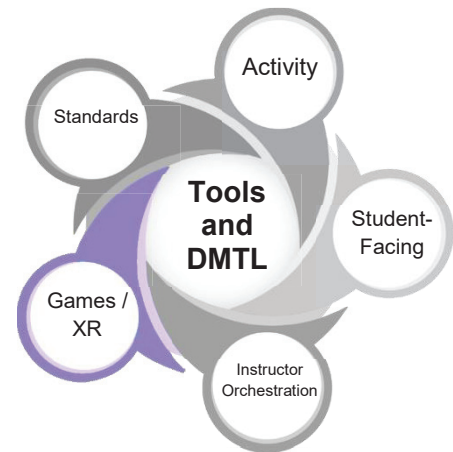 Activity
Standards
Tools
and
DMTL
Student-
Facing
Games /
XR
Instructor
Orchestration